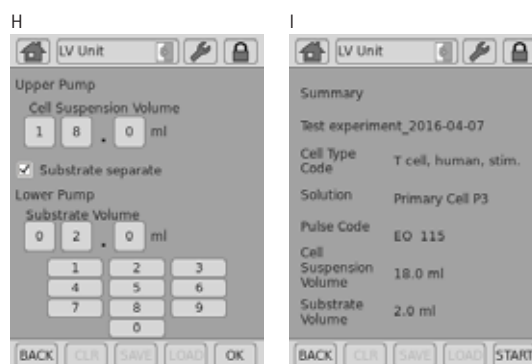 H
LV Unit
Upper Pump
Cell Suspension Volume
1 8 . 0 ml
Substrate separate
Lower Pump
Substrate Volume
0 2 . 0 ml
1 2 3
4 5 6
7 8 9
0
BACK CLR SAVE LOAD OK
I
LV Unit
Summary
Test experiment_2016-04-07
Cell Type Code T cell, human, stim.
Solution Primary Cell P3
Pulse Code EO 115
Cell Suspension Volume 18.0 ml
Substrate Volume 2.0 ml
BACK CLR SAVE LOAD START